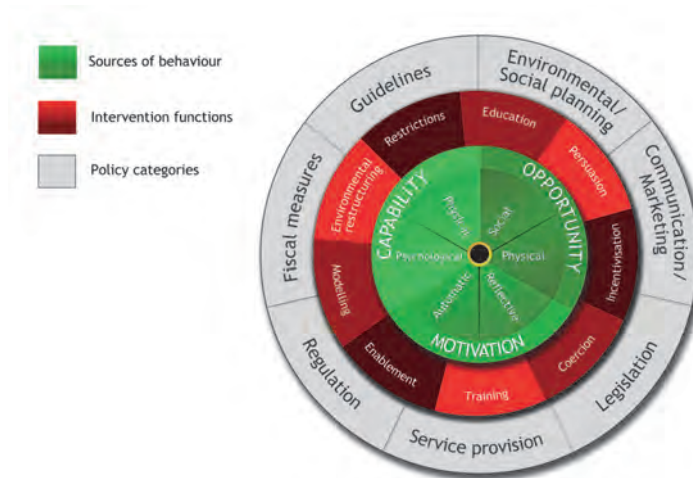 Sources of behaviour
Intervention functions
Policy categories
Guidelines
Environmental/
Social planning
Communication/
Marketing
Legislation
Service provision
Regulation
Fiscal measures
Restrictions
Education
Persuasion
Incentivisation
Coercion
Training
Enablement
Modelling
Environmental
restructuring
CAPABILITY
OPPORTUNITY
MOTIVATION
Physical
Social
Psychological
Physical
Automatic
Reflective